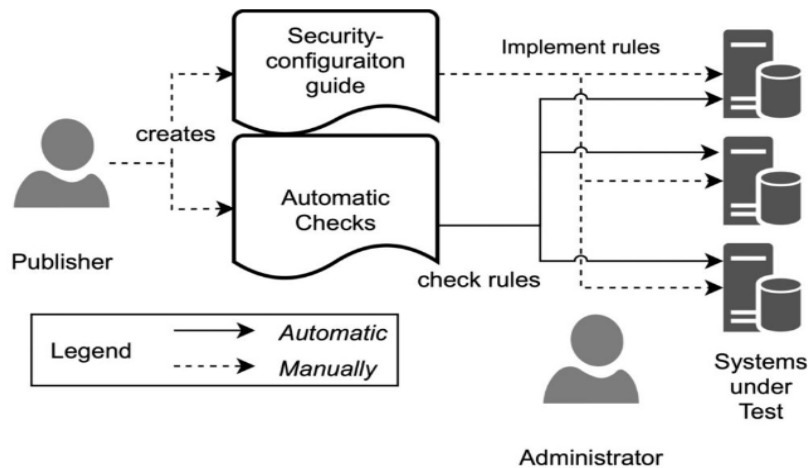 Security-
configuraiton
guide
Implement rules
creates
Automatic
Checks
Publisher
check rules
Legend
Automatic
Manually
Systems
under
Test
Administrator